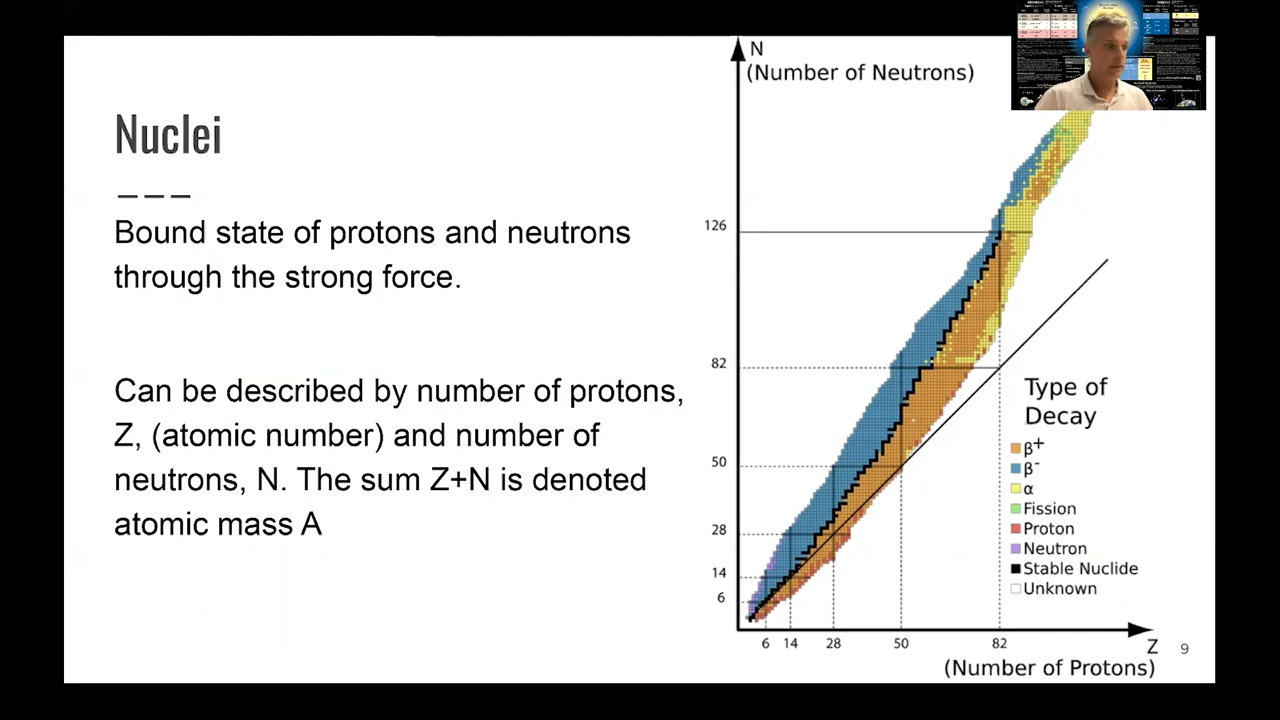 Nuclei
Bound state of protons and neutrons
through the strong force.
Can be described by number of protons,
Z, (atomic number) and number of
neutrons, N. The sum Z+N is denoted
atomic mass A
N
(Number of Neutrons)
126
82
50
28
14
6
6 14 28 50 82
Z
(Number of Protons)
Type of
Decay
β+
β-
α
Fission
Proton
Neutron
Stable Nuclide
Unknown
9